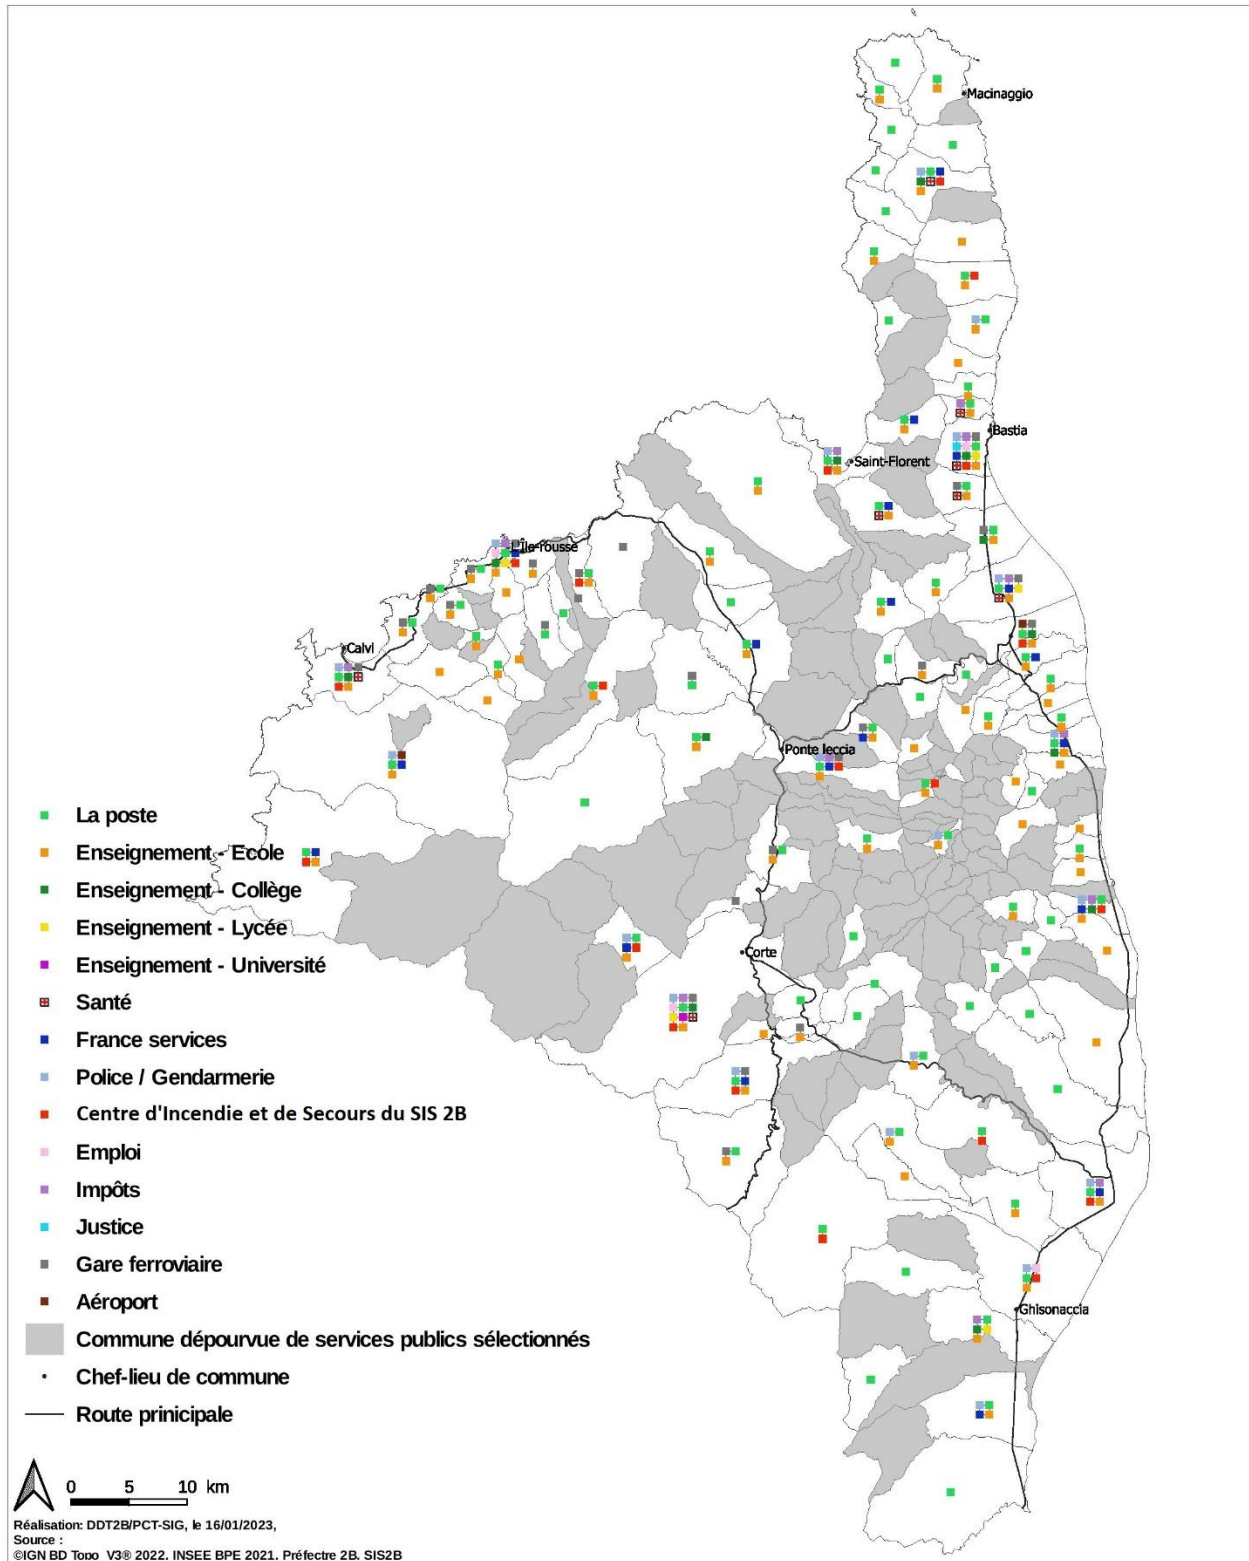 Macinaggio
Bastia
Saint-Florent
L'Île-rousse
Calvi
Ponte leccia
Corte
Ghisonaccia
La poste
Enseignement - Ecole
Enseignement - Collège
Enseignement - Lycée
Enseignement - Université
Santé
France services
Police / Gendarmerie
Centre d'Incendie et de Secours du SIS 2B
Emploi
Impôts
Justice
Gare ferroviaire
Aéroport
Commune dépourvue de services publics sélectionnés
Chef-lieu de commune
Route prinicipale
0 5 10 km
Réalisation: DDT2B/PCT-SIG, le 16/01/2023,
Source :
©IGN BD Topo V3® 2022, INSEE BPE 2021, Préfectre 2B, SIS2B